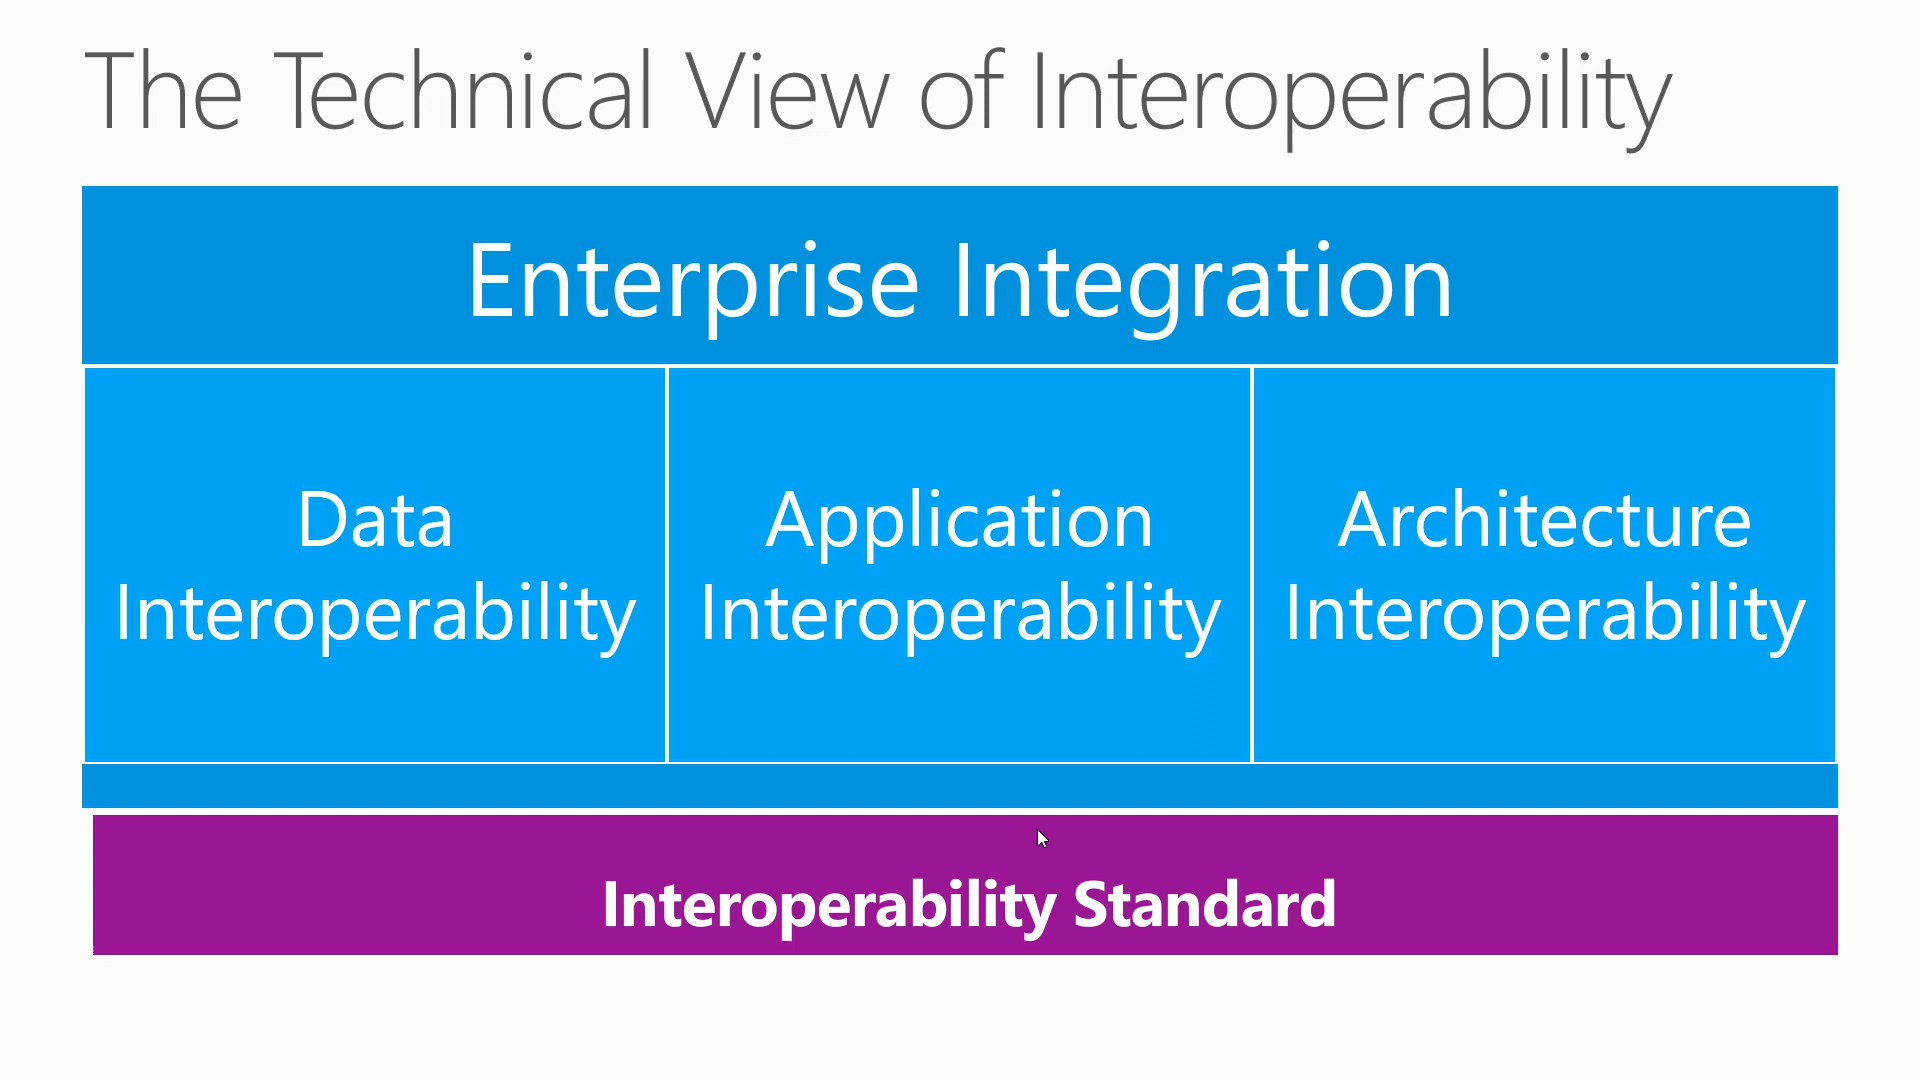 The Technical View of Interoperability
Enterprise Integration
Data
Interoperability
Application
Interoperability
Architecture
Interoperability
Interoperability Standard